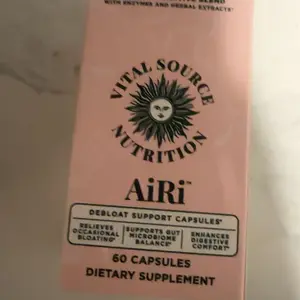 WITH ENZYMES AND HERBAL EXTRACTS*
VITAL SOURCE
NUTRITION
AiRi™
DEBLOAT SUPPORT CAPSULES*
RELIEVES OCCASIONAL BLOATING*
SUPPORTS GUT MICROBIOME BALANCE*
ENHANCES DIGESTIVE COMFORT*
60 CAPSULES
DIETARY SUPPLEMENT